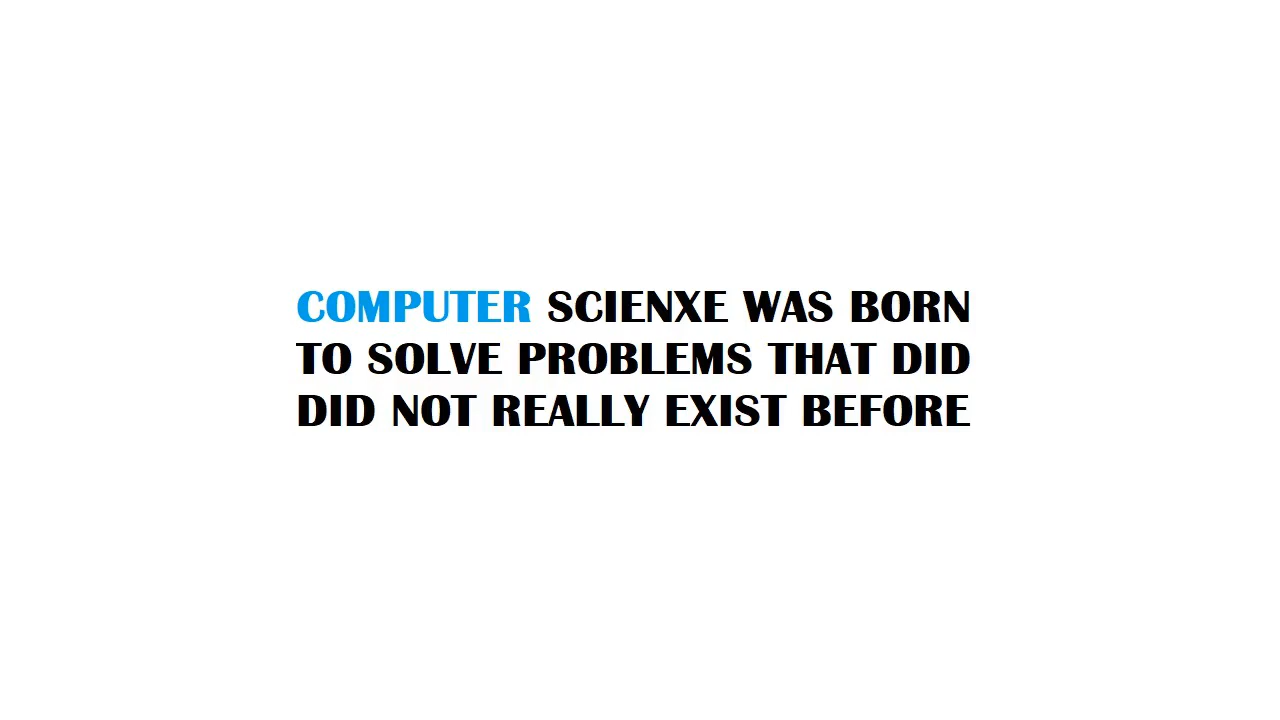 COMPUTER SCIENXE WAS BORN
TO SOLVE PROBLEMS THAT DID
DID NOT REALLY EXIST BEFORE